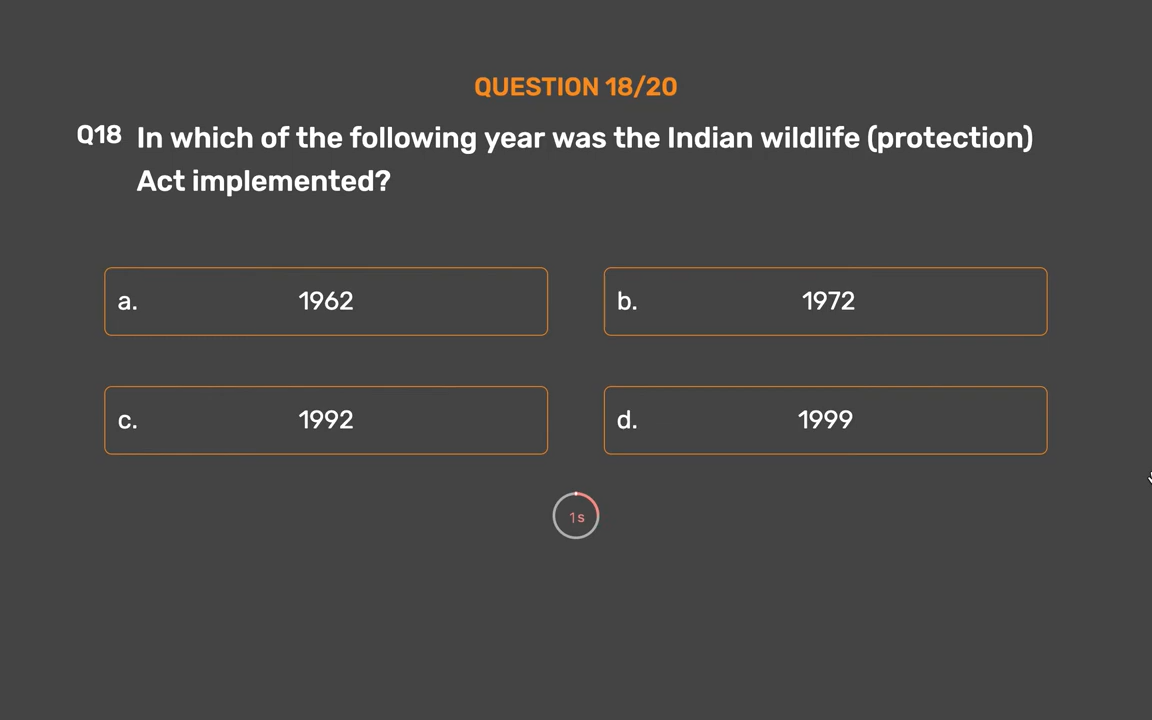 QUESTION 18/20
Q18 In which of the following year was the Indian wildlife (protection)
Act implemented?
a. 1962
b. 1972
c. 1992
d. 1999
1s